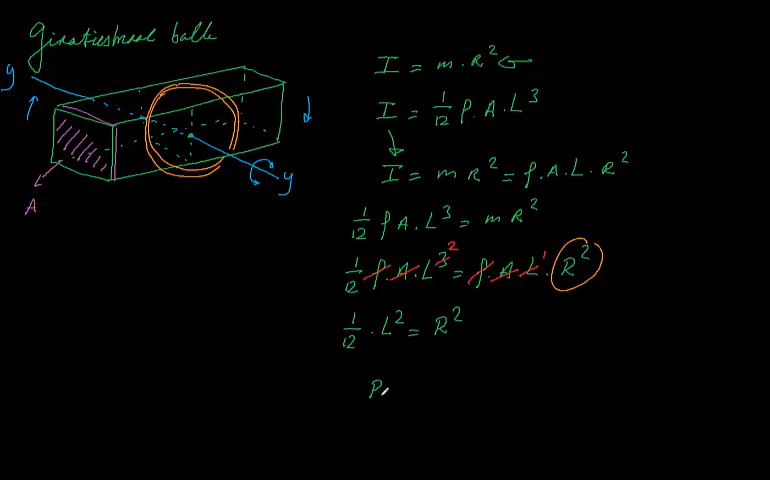 Giratiestraal balk
y
A
y
I = m · R²
I = 1/12 ρ · A · L³
I = m R² = ρ · A · L · R²
1/12 ρ A · L³ = m R²
1/12 ρ · A · L³ ² = ρ · A · L ¹ · R²
1/12 · L² = R²
R